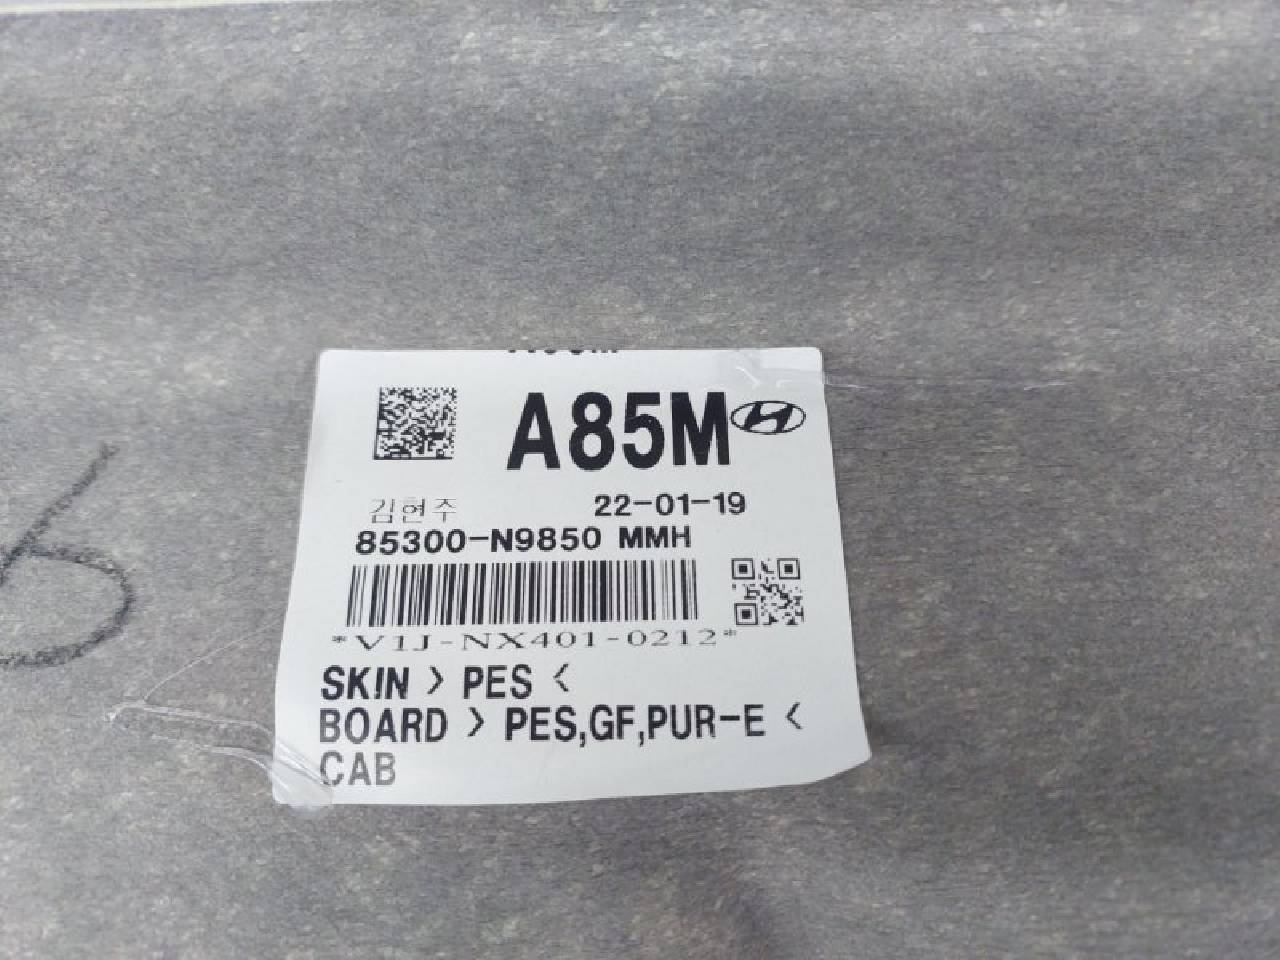 A85M
김현주 22-01-19
85300-N9850 MMH
*V1J-NX401-0212*
SKIN > PES <
BOARD > PES,GF,PUR-E <
CAB